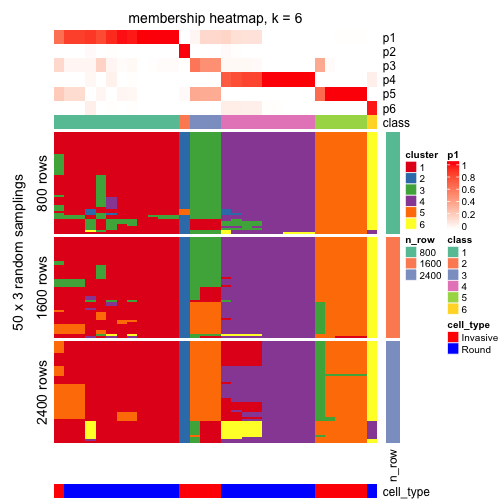 membership heatmap, k = 6
p1
p2
p3
p4
p5
p6
class
50 x 3 random samplings
800 rows
1600 rows
2400 rows
n_row
cell_type
cluster
1
2
3
4
5
6
n_row
800
1600
2400
p1
1
0.8
0.6
0.4
0.2
0
class
1
2
3
4
5
6
cell_type
Invasive
Round